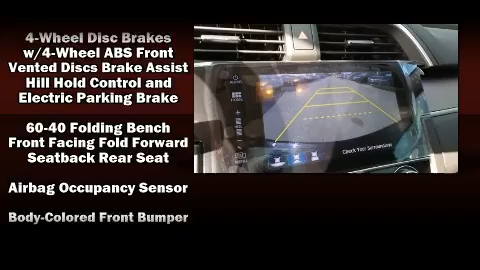 4-Wheel Disc Brakes
w/4-Wheel ABS Front
Vented Discs Brake Assist
Hill Hold Control and
Electric Parking Brake
60-40 Folding Bench
Front Facing Fold Forward
Seatback Rear Seat
Airbag Occupancy Sensor
Body-Colored Front Bumper
Check Your Surroundings